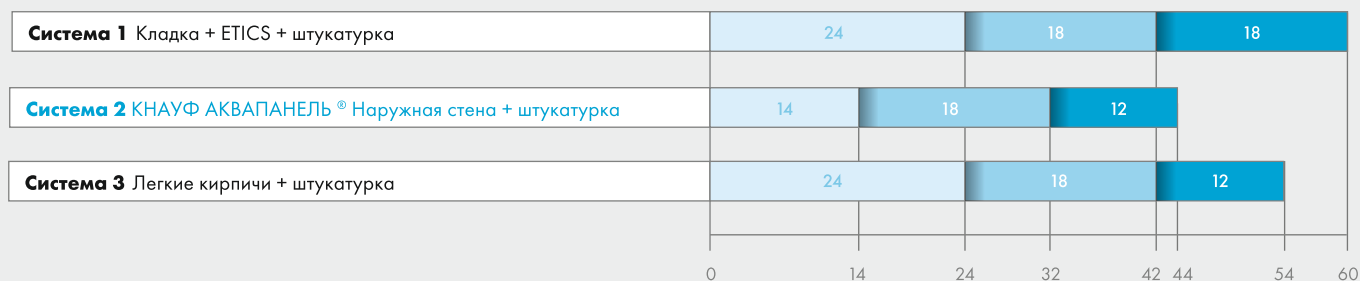 Система 1 Кладка + ETICS + штукатурка 24 18 18
Система 2 КНАУФ АКВАПАНЕЛЬ ® Наружная стена + штукатурка 14 18 12
Система 3 Легкие кирпичи + штукатурка 24 18 12
0 14 24 32 42 44 54 60